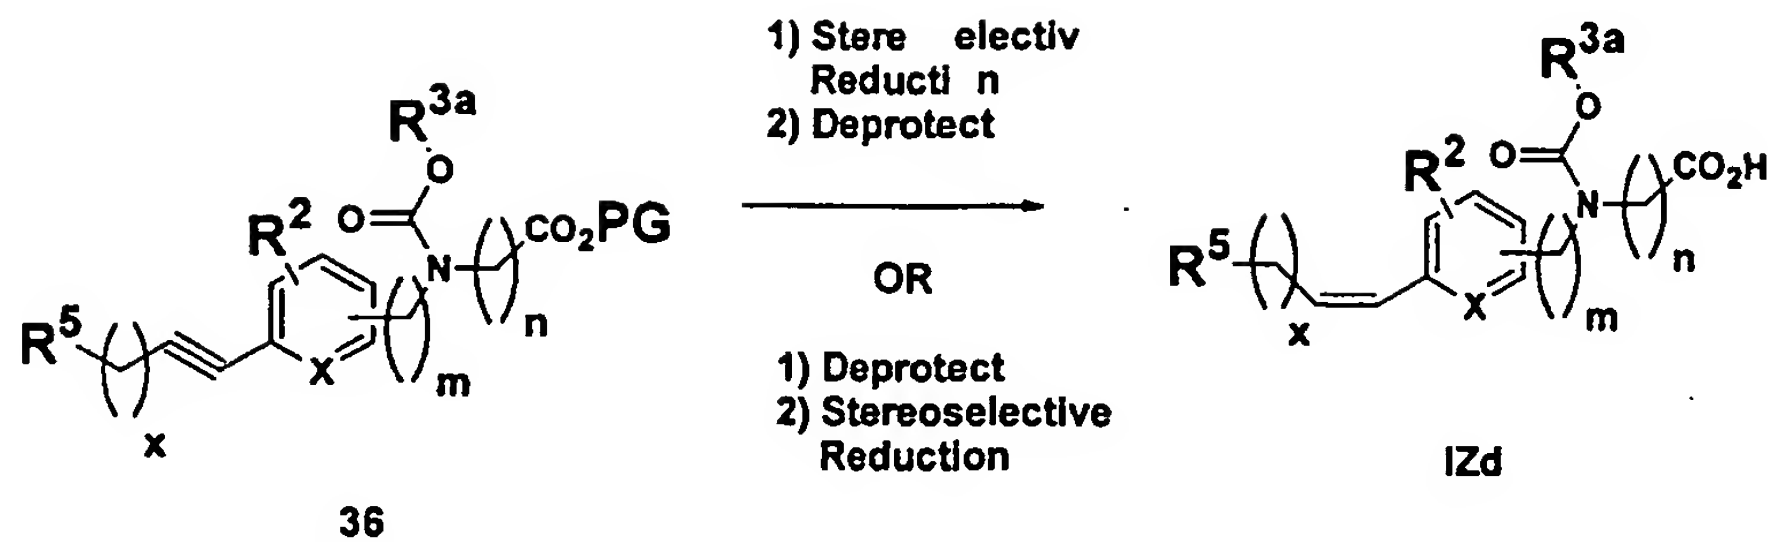 1) Stere electiv
Reducti n
2) Deprotect
OR
1) Deprotect
2) Stereoselective
Reduction
R3a
O
O
R2
N
CO2PG
n
R5
X
m
x
36
R3a
O
O
R2
N
CO2H
n
R5
X
m
x
IZd